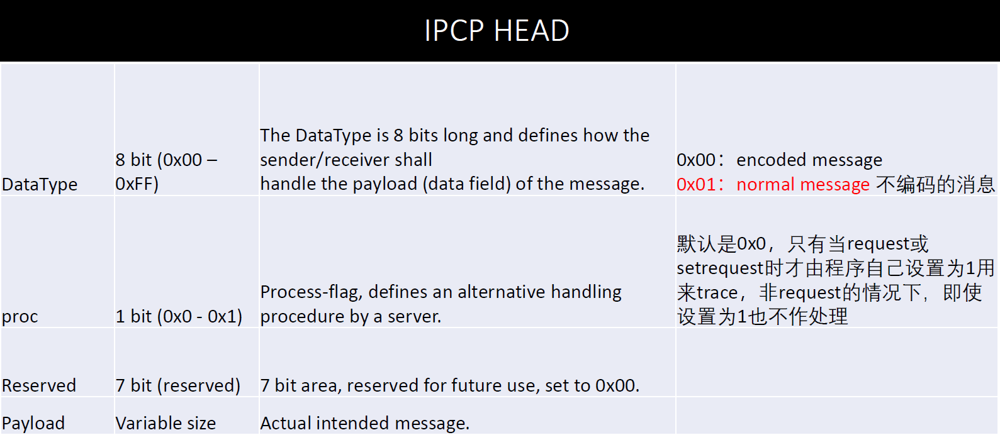 IPCP HEAD
DataType
8 bit (0x00 –
0xFF)
The DataType is 8 bits long and defines how the
sender/receiver shall
handle the payload (data field) of the message.
0x00：encoded message
0x01：normal message 不编码的消息
proc
1 bit (0x0 - 0x1)
Process-flag, defines an alternative handling
procedure by a server.
默认是0x0，只有当request或
setrequest时才由程序自己设置为1用
来trace，非request的情况下，即使
设置为1也不作处理
Reserved
7 bit (reserved)
7 bit area, reserved for future use, set to 0x00.
Payload
Variable size
Actual intended message.